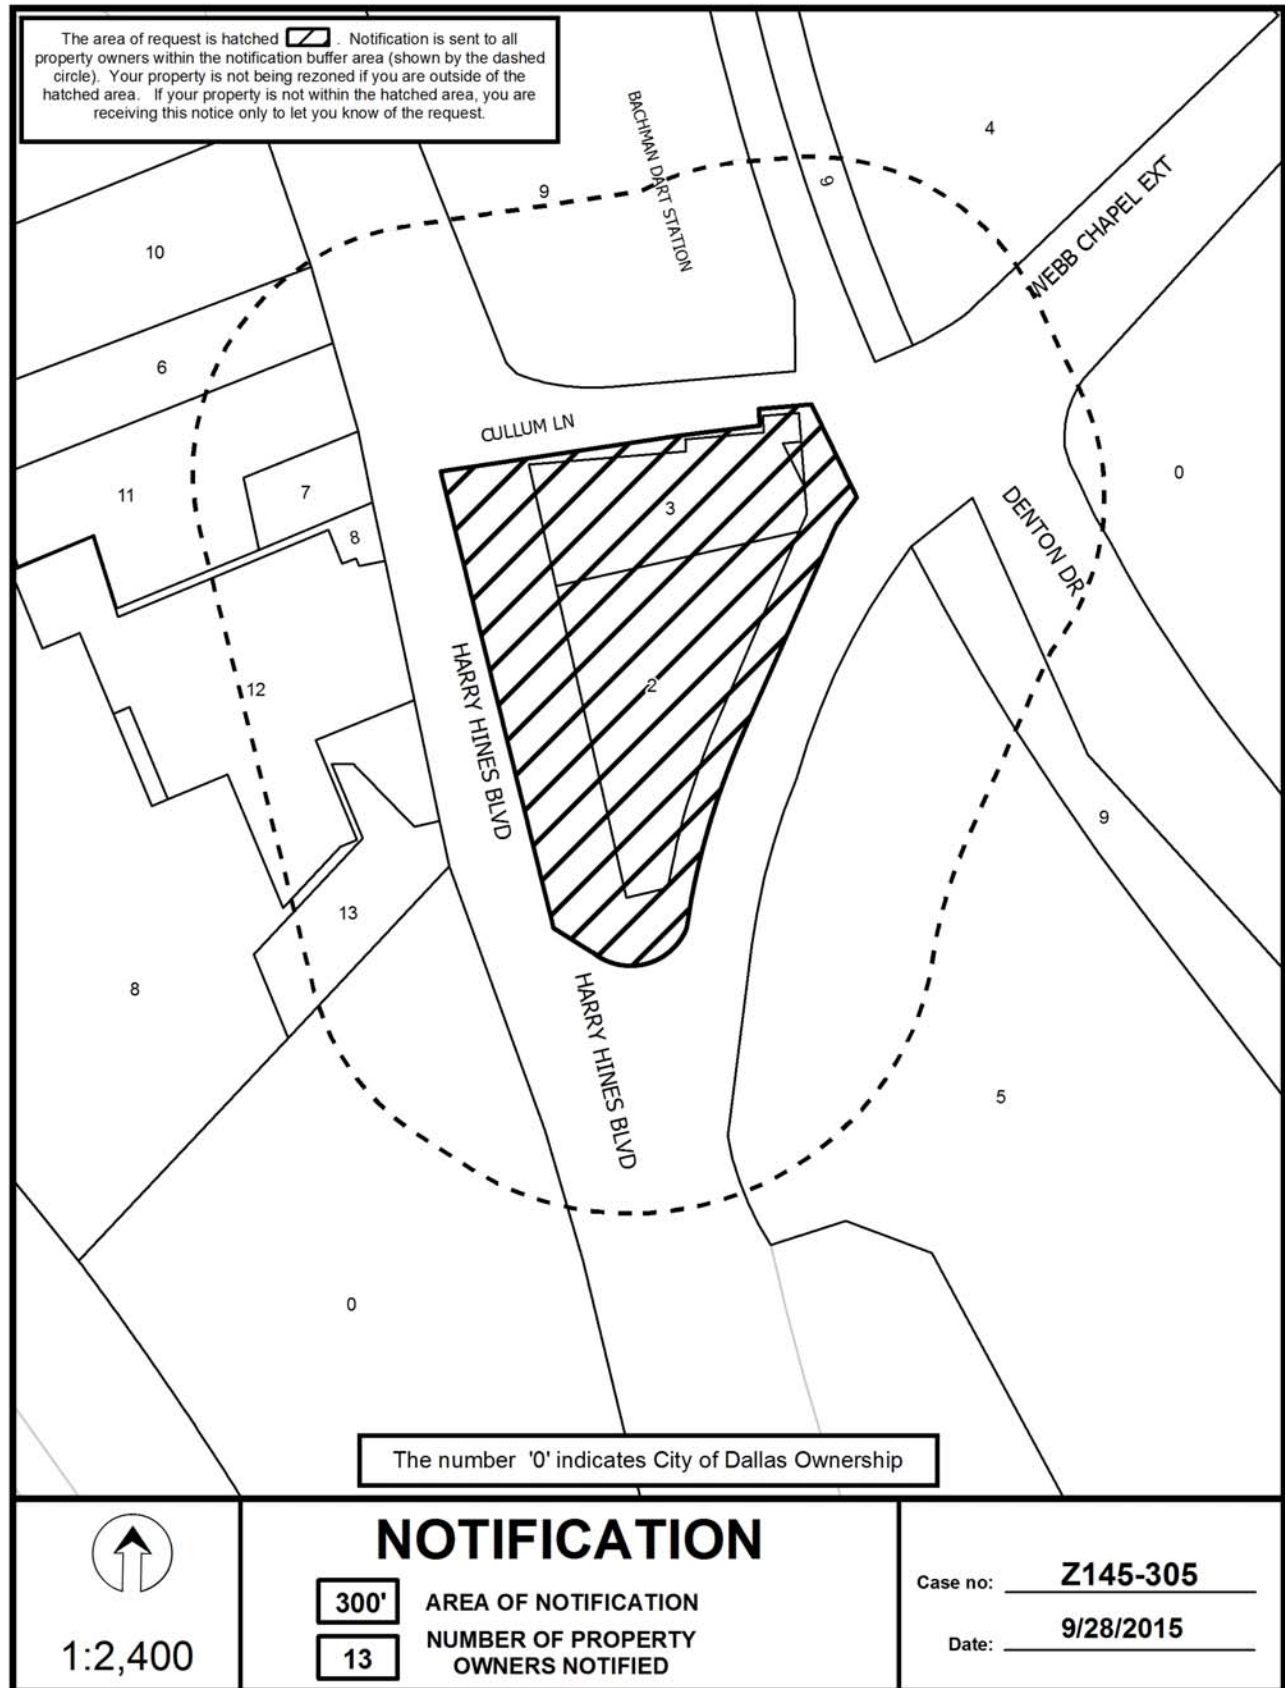 The area of request is hatched . Notification is sent to all
property owners within the notification buffer area (shown by the dashed
circle). Your property is not being rezoned if you are outside of the
hatched area. If your property is not within the hatched area, you are
receiving this notice only to let you know of the request.
BACHMAN DART STATION
4
9
9
WEBB CHAPEL EXT
10
6
CULLUM LN
0
11
7
3
DENTON DR
8
HARRY HINES BLVD
2
12
9
13
8
HARRY HINES BLVD
5
0
The number '0' indicates City of Dallas Ownership
1:2,400
NOTIFICATION
300' AREA OF NOTIFICATION
13 NUMBER OF PROPERTY
OWNERS NOTIFIED
Case no: Z145-305
Date: 9/28/2015